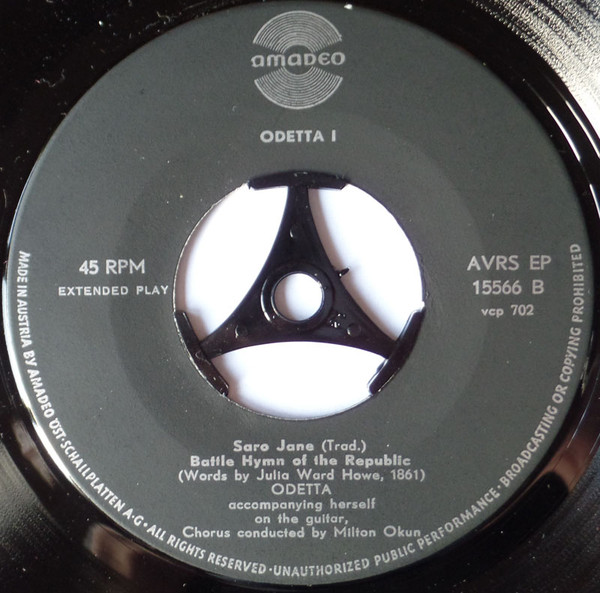 amaDeo
ODETTA I
45 RPM
EXTENDED PLAY
AVRS EP
15566 B
vcp 702
Saro Jane (Trad.)
Battle Hymn of the Republic
(Words by Julia Ward Howe, 1861)
ODETTA
accompanying herself
on the guitar,
Chorus conducted by Milton Okun
MADE IN AUSTRIA BY AMADEO ÖST. SCHALLPLATTEN A·G · ALL RIGHTS RESERVED · UNAUTHORIZED PUBLIC PERFORMANCE · BROADCASTING OR COPYING PROHIBITED